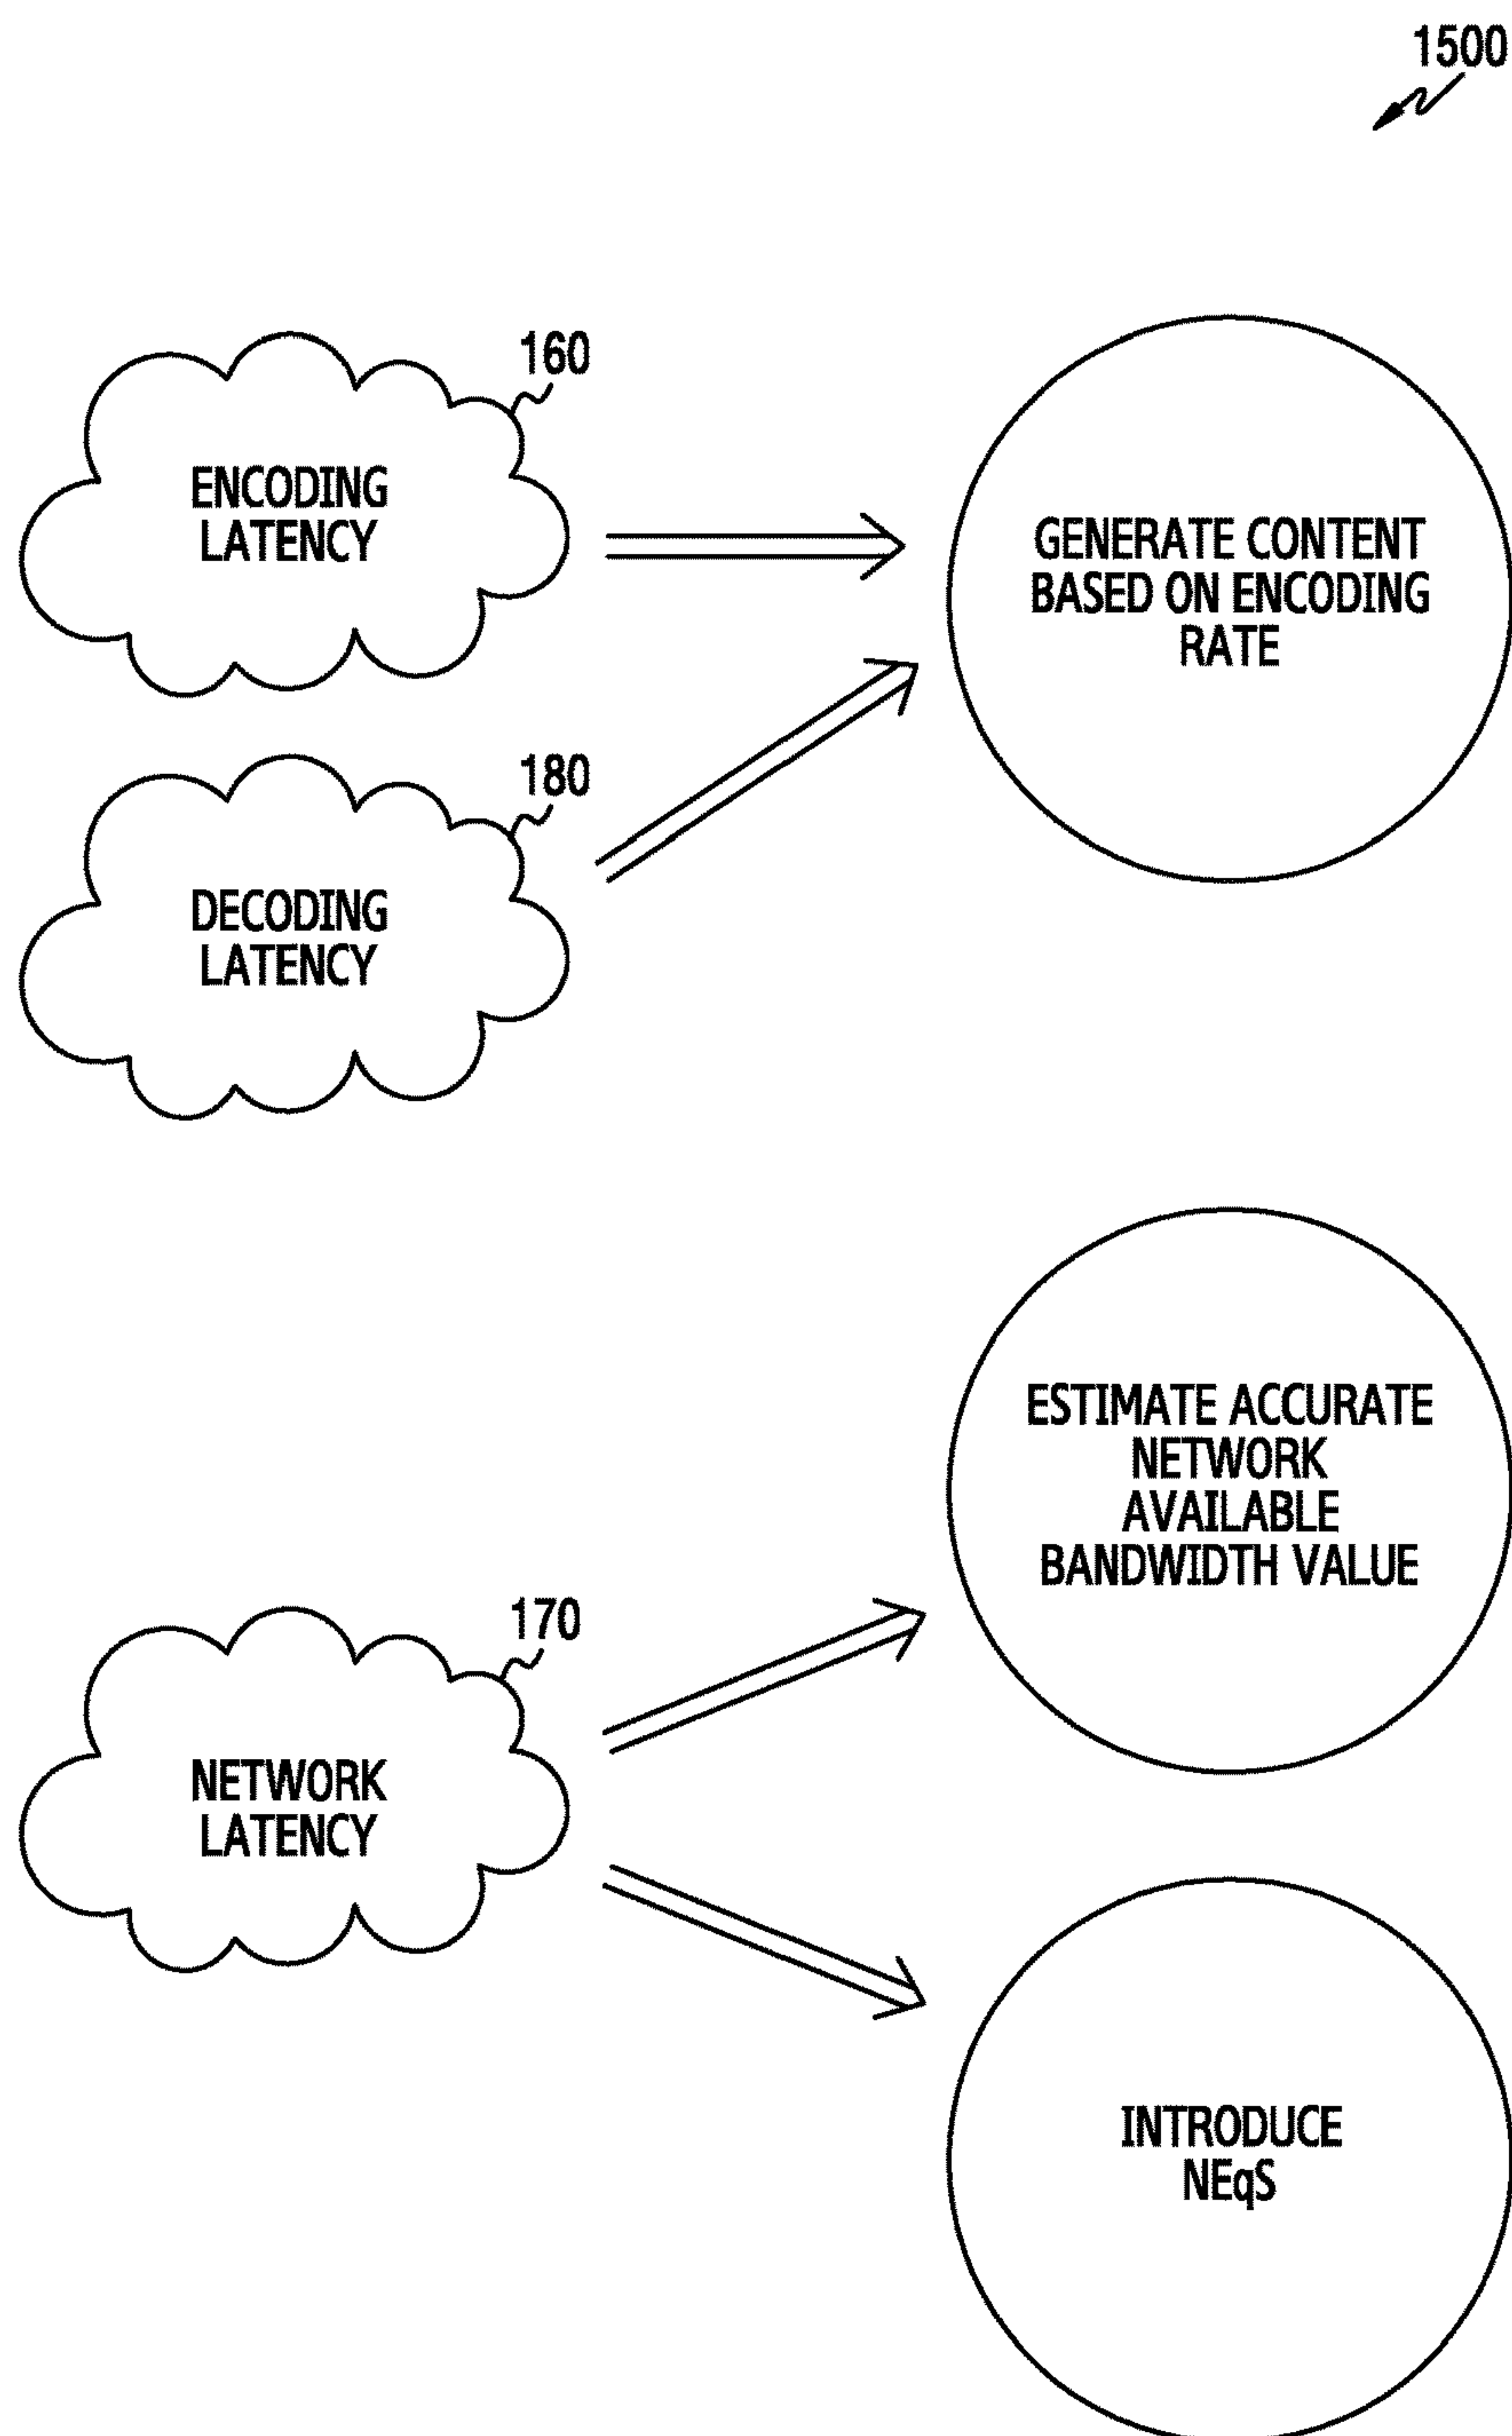 1500
160
ENCODING
LATENCY
GENERATE CONTENT
BASED ON ENCODING
RATE
180
DECODING
LATENCY
ESTIMATE ACCURATE
NETWORK
AVAILABLE
BANDWIDTH VALUE
170
NETWORK
LATENCY
INTRODUCE
NEqS